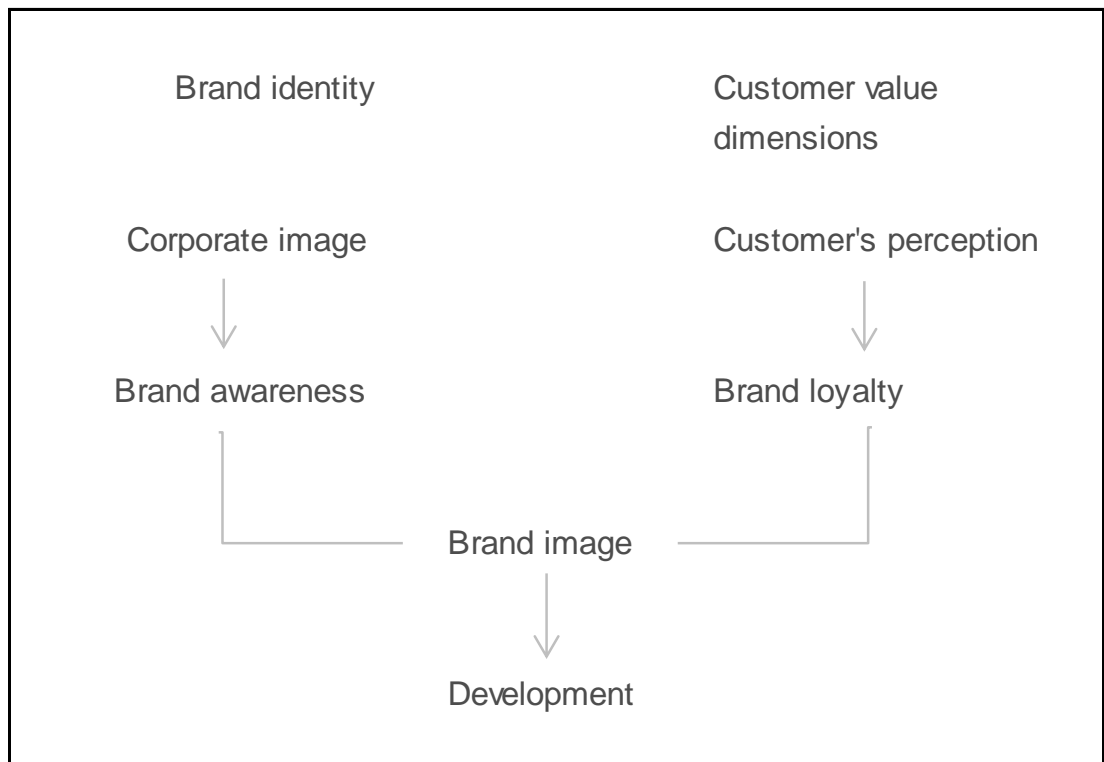 Brand identity
Customer value
dimensions
Corporate image
Customer's perception
Brand awareness
Brand loyalty
Brand image
Development